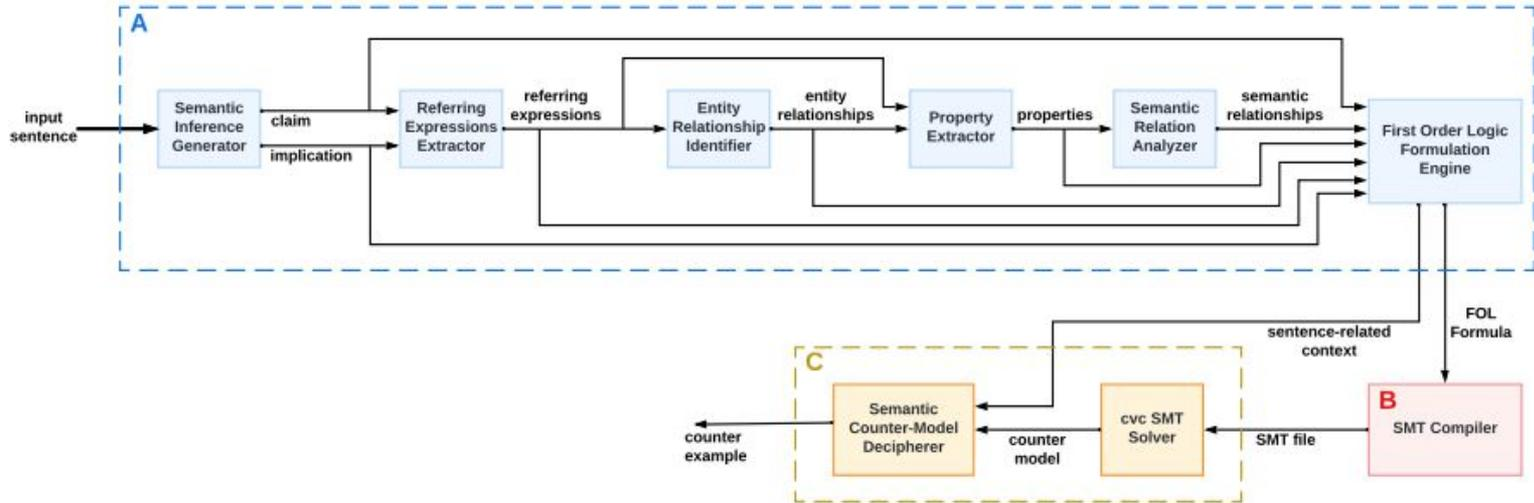 A
input
sentence
Semantic
Inference
Generator
claim
implication
Referring
Expressions
Extractor
referring
expressions
Entity
Relationship
Identifier
entity
relationships
Property
Extractor
properties
Semantic
Relation
Analyzer
semantic
relationships
First Order Logic
Formulation
Engine
sentence-related
context
FOL
Formula
B
SMT Compiler
SMT file
C
cvc SMT
Solver
counter
model
Semantic
Counter-Model
Decipherer
counter
example